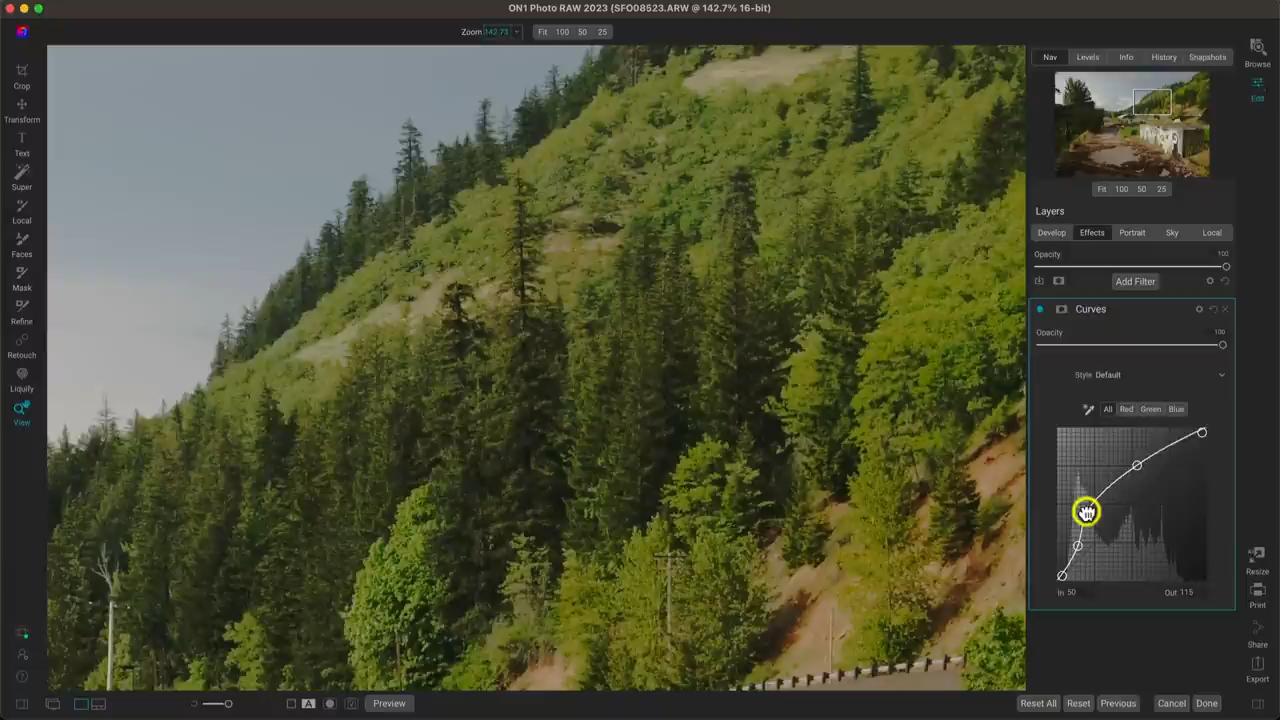 ON1 Photo RAW 2023 (SFO08523.ARW @ 142.7% 16-bit)
Zoom 142.73 Fit 100 50 25
Crop
Transform
Text
Super
Local
Faces
Mask
Refine
Retouch
Liquify
View
Nav Levels Info History Snapshots
Fit 100 50 25
Layers
Develop Effects Portrait Sky Local
Opacity 100
Add Filter
Curves
Opacity 100
Style Default
All Red Green Blue
In 50 Out 115
Browse
Edit
Resize
Print
Share
Export
A
Preview
Reset All Reset Previous Cancel Done